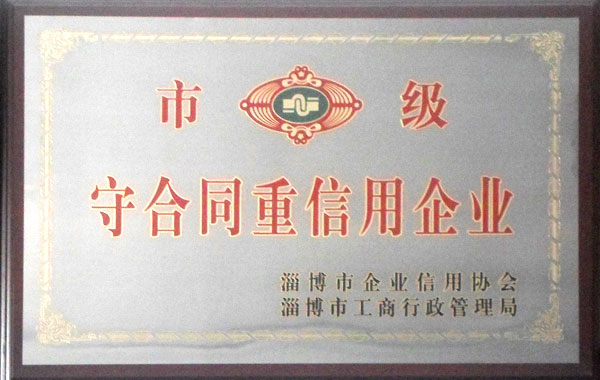 市级
守合同重信用企业
淄博市企业信用协会
淄博市工商行政管理局